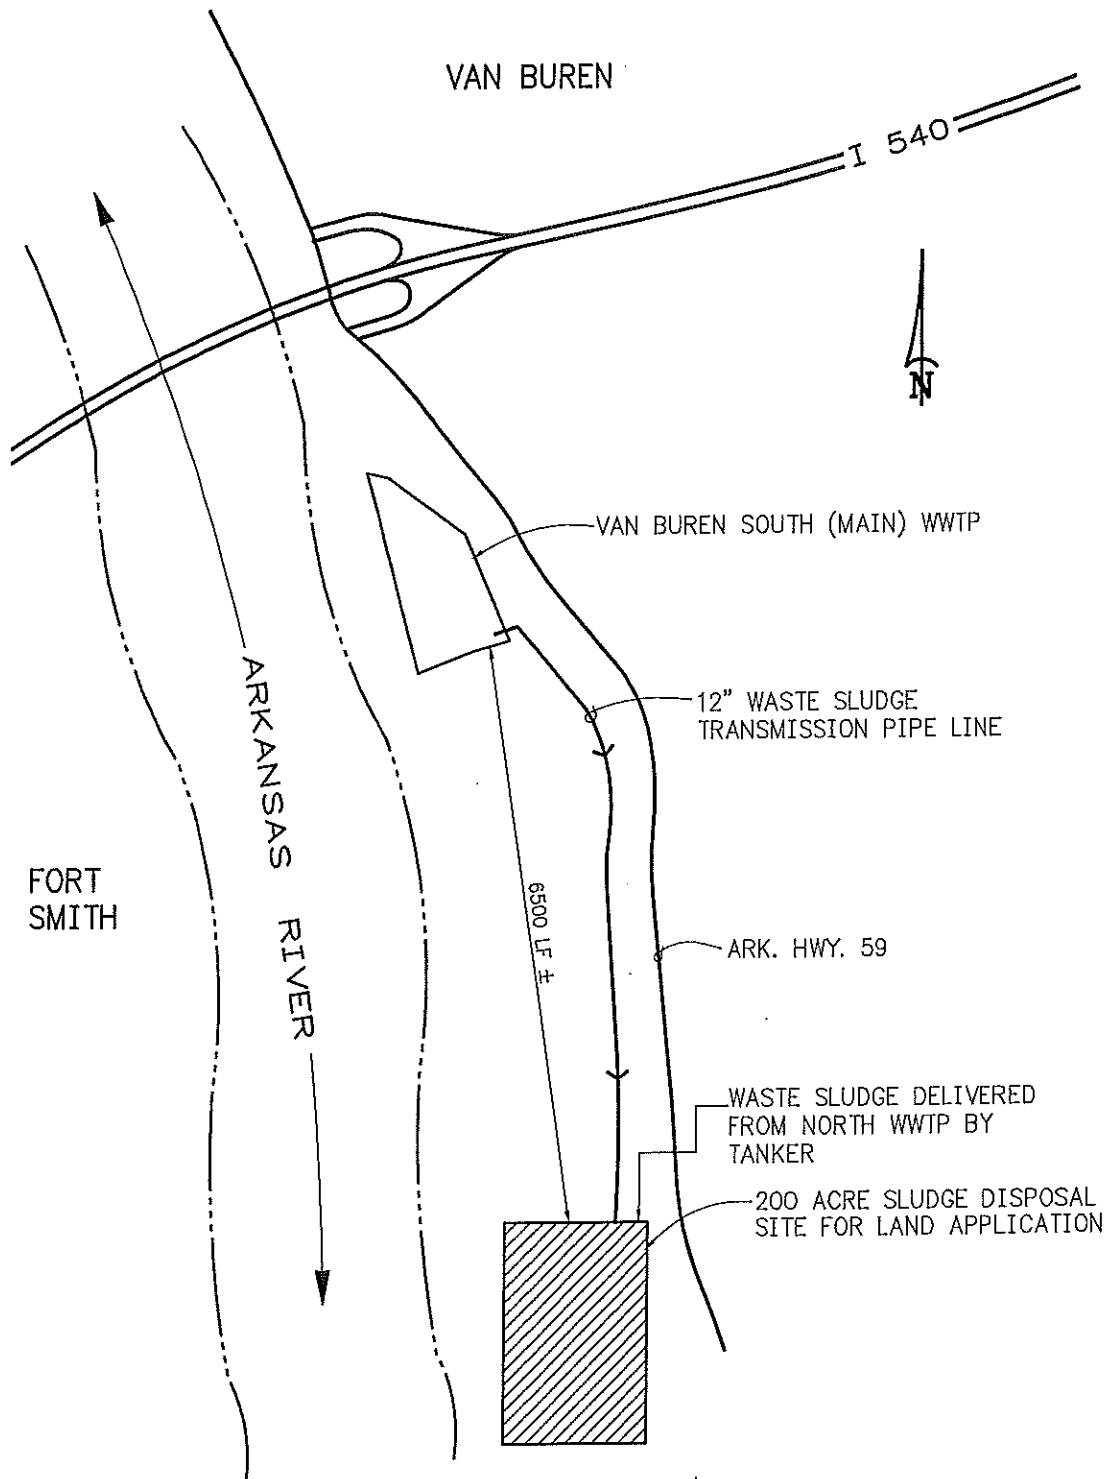 VAN BUREN
I 540
N
VAN BUREN SOUTH (MAIN) WWTP
12" WASTE SLUDGE
TRANSMISSION PIPE LINE
ARKANSAS RIVER
FORT
SMITH
6500 LF ±
ARK. HWY. 59
WASTE SLUDGE DELIVERED
FROM NORTH WWTP BY
TANKER
200 ACRE SLUDGE DISPOSAL
SITE FOR LAND APPLICATION